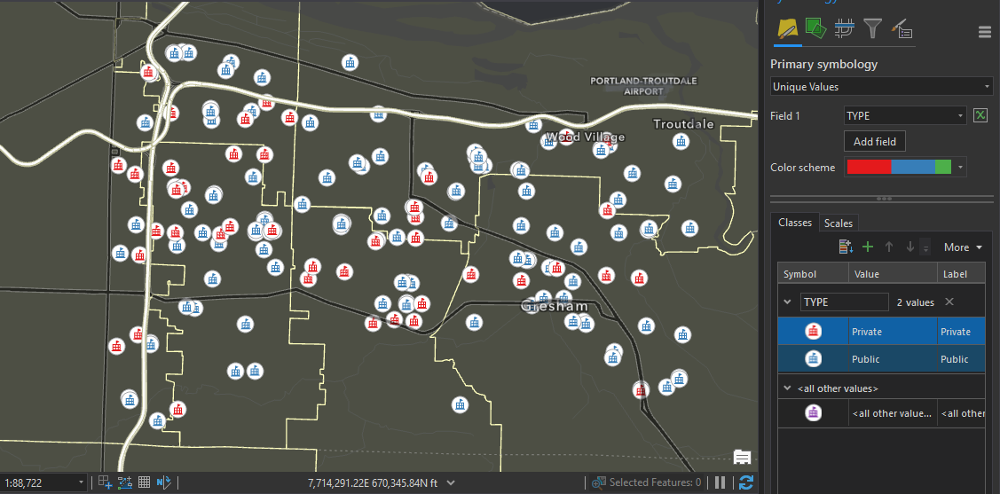 PORTLAND-TROUTDALE
AIRPORT
Troutdale
Wood Village
Gresham
1:88,722
7,714,291.22E 670,345.84N ft
Selected Features: 0
Primary symbology
Unique Values
Field 1
TYPE
Add field
Color scheme
Classes
Scales
More
Symbol
Value
Label
TYPE
2 values
Private
Private
Public
Public
<all other values>
<all other value...
<all other